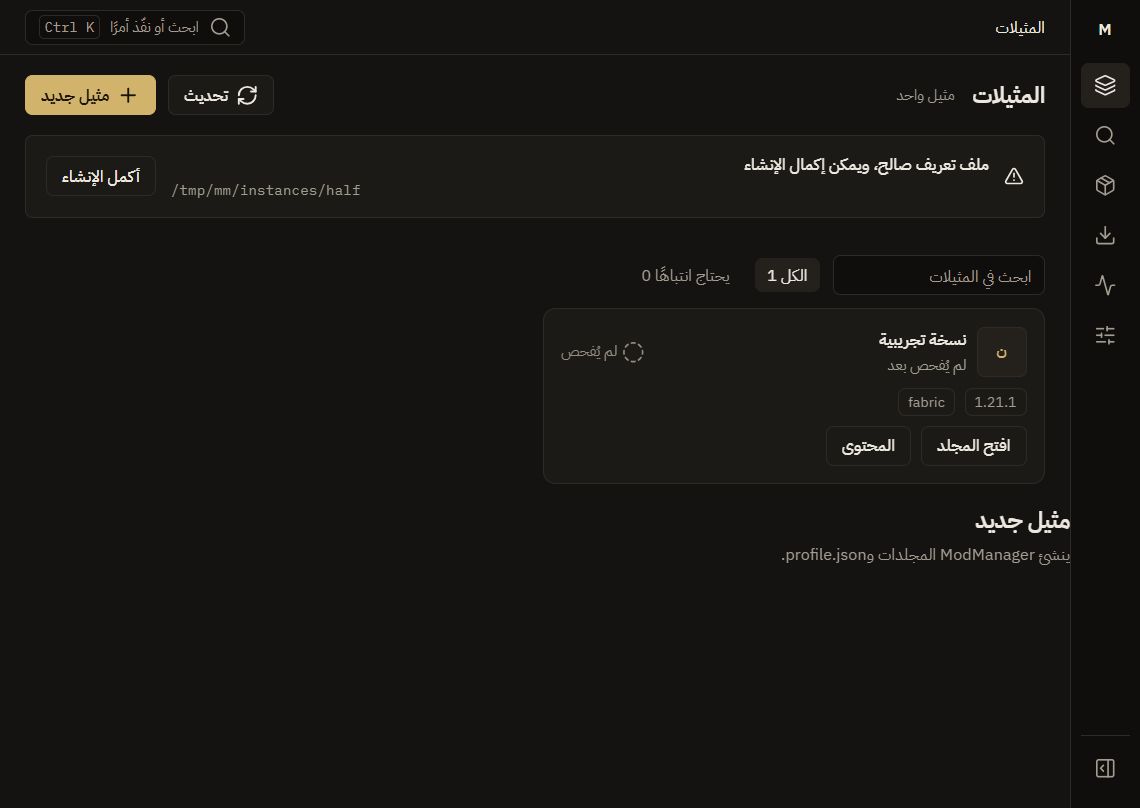 M
المثيلات
ابحث أو نفّذ أمرًا Ctrl K
المثيلات مثيل واحد
تحديث
مثيل جديد
ملف تعريف صالح، ويمكن إكمال الإنشاء
/tmp/mm/instances/half
أكمل الإنشاء
ابحث في المثيلات
الكل 1
يحتاج انتباهًا 0
ن
نسخة تجريبية
لم يُفحص بعد
لم يُفحص
1.21.1
fabric
افتح المجلد
المحتوى
مثيل جديد
ينشئ ModManager المجلدات وprofile.json.